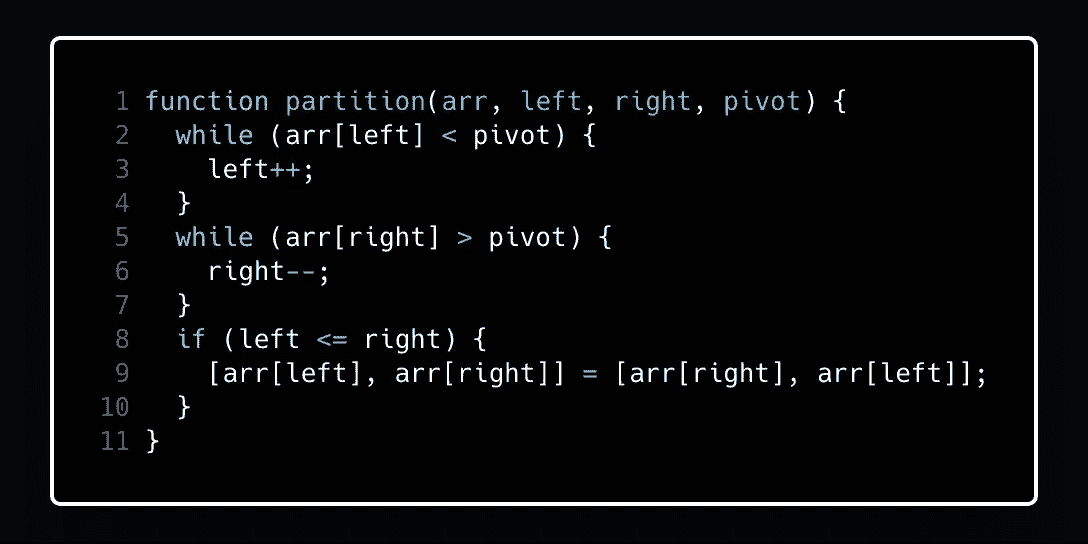 1 function partition(arr, left, right, pivot) {
2   while (arr[left] < pivot) {
3     left++;
4   }
5   while (arr[right] > pivot) {
6     right--;
7   }
8   if (left <= right) {
9     [arr[left], arr[right]] = [arr[right], arr[left]];
10   }
11 }